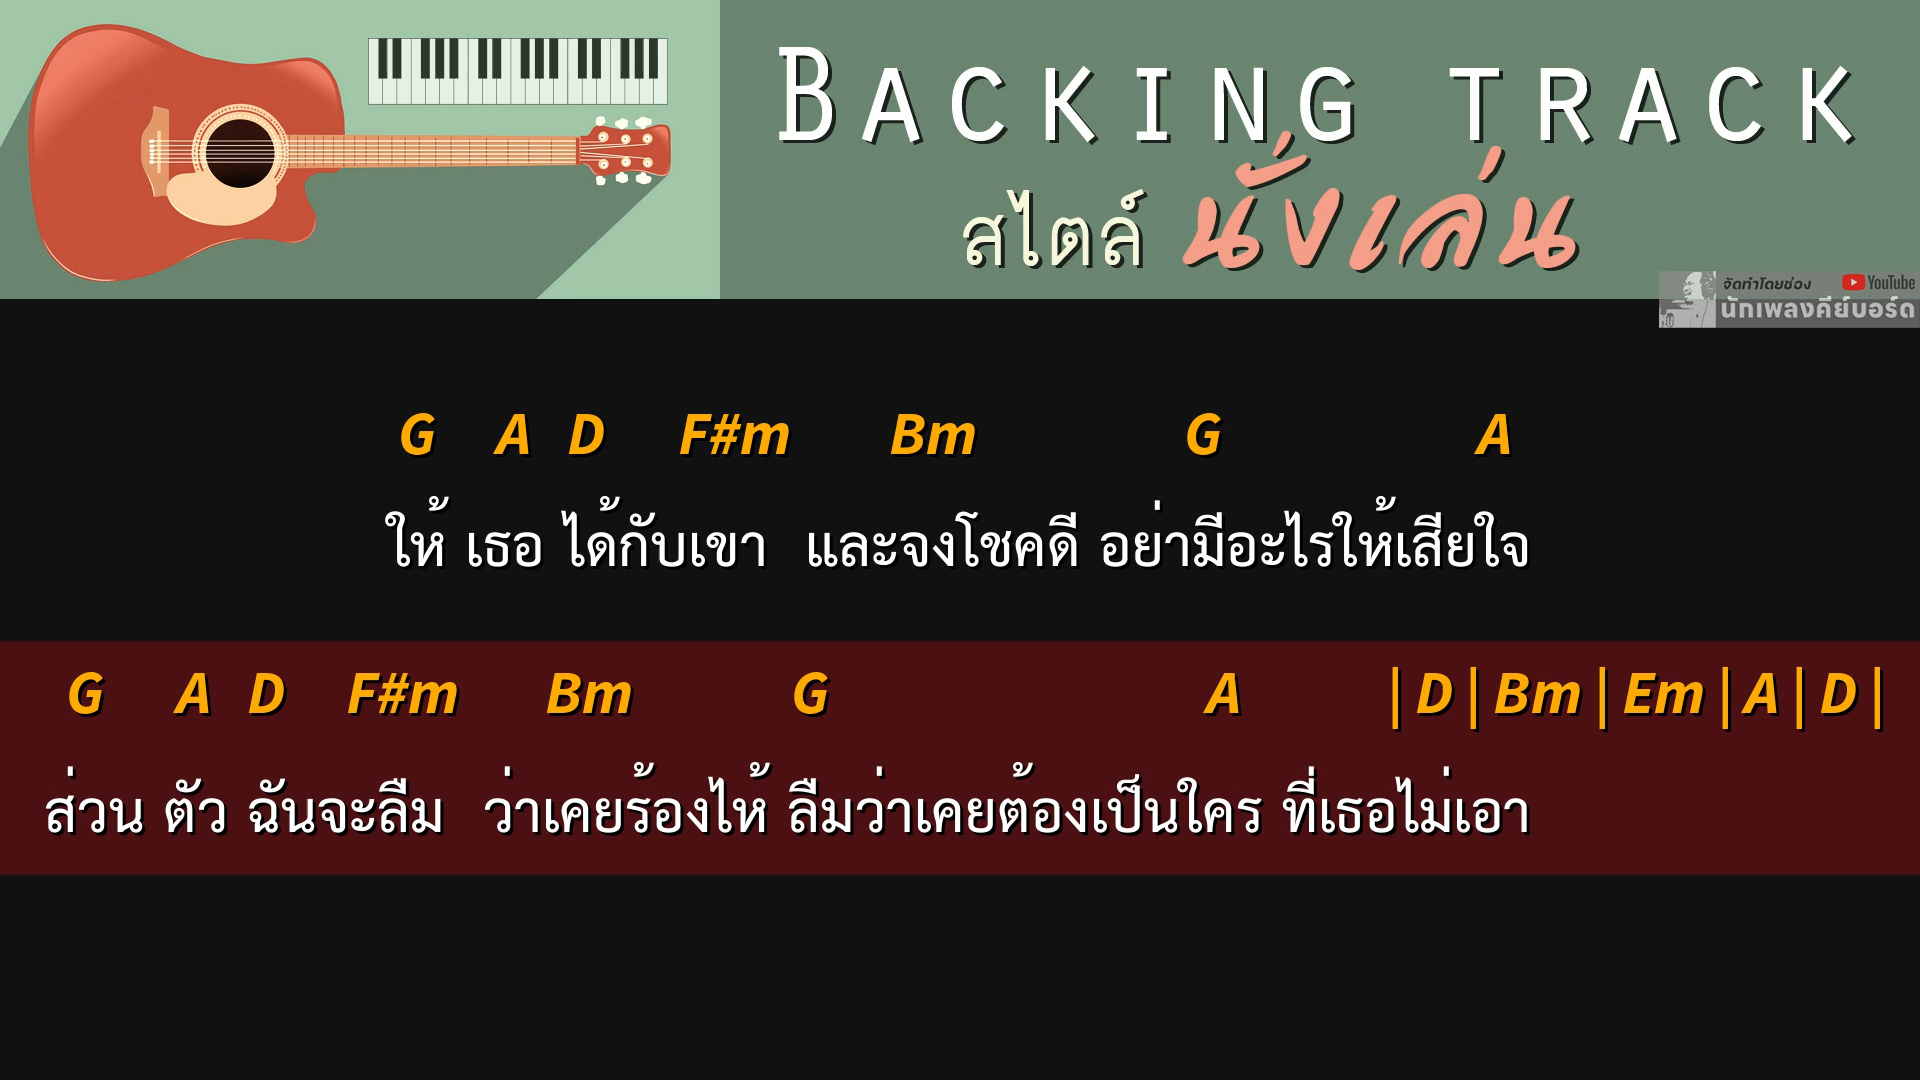 BACKING TRACK
สไตล์ นั่งเล่น
จัดทำโดยช่อง YouTube
นักเพลงคีย์บอร์ด
G A D F#m Bm G A
ให้ เธอ ได้กับเขา และจงโชคดี อย่ามีอะไรให้เสียใจ
G A D F#m Bm G A | D | Bm | Em | A | D |
ส่วน ตัว ฉันจะลืม ว่าเคยร้องไห้ ลืมว่าเคยต้องเป็นใคร ที่เธอไม่เอา